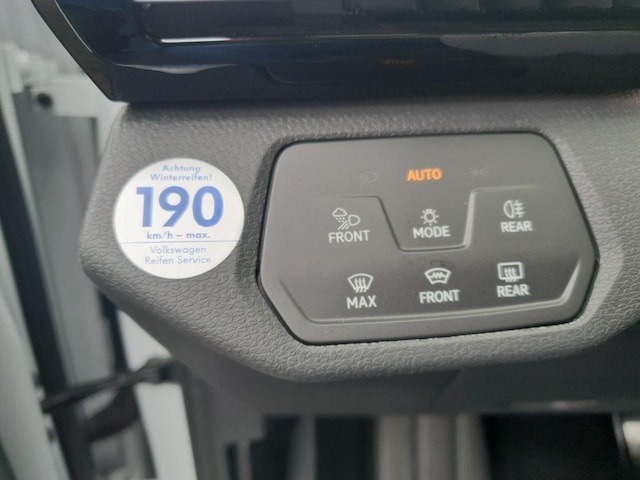 Achtung
Winterreifen!
190
km/h – max.
Volkswagen
Reifen Service
AUTO
FRONT
MODE
REAR
MAX
FRONT
REAR